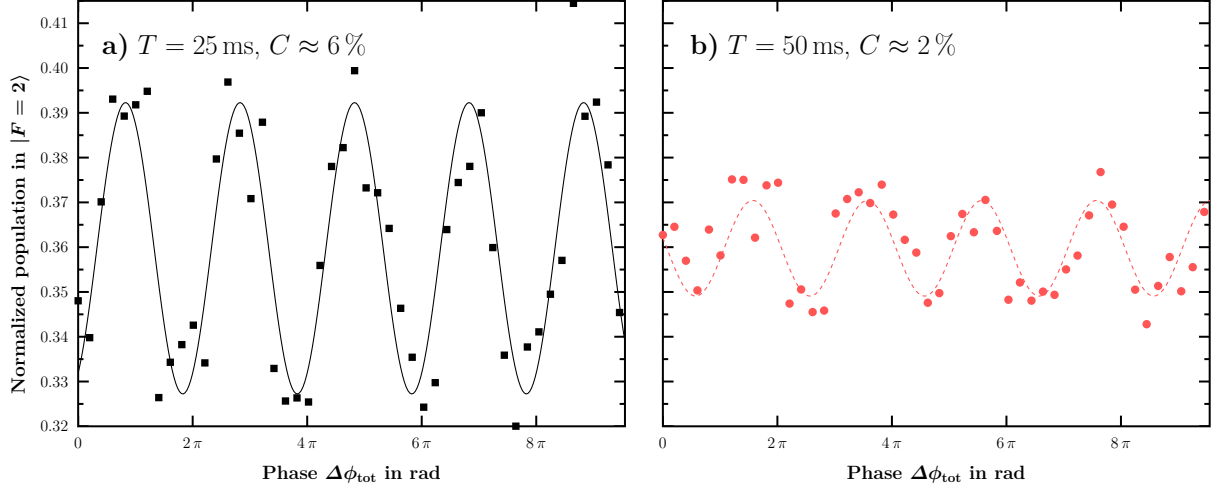 a) T = 25 ms, C ≈ 6 %
Normalized population in |F = 2⟩
0.41
0.40
0.39
0.38
0.37
0.36
0.35
0.34
0.33
0.32
0 2π 4π 6π 8π
Phase Δϕtot in rad
b) T = 50 ms, C ≈ 2 %
0 2π 4π 6π 8π
Phase Δϕtot in rad